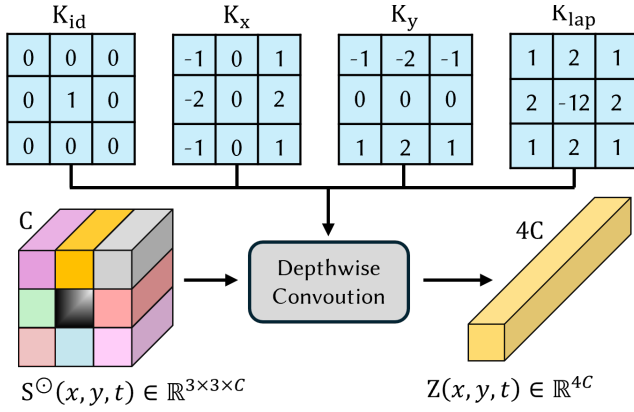 K_id K_x K_y K_lap
0 0 0 -1 0 1 -1 -2 -1 1 2 1
0 1 0 -2 0 2 0 0 0 2 -12 2
0 0 0 -1 0 1 1 2 1 1 2 1
C
4C
Depthwise
Convoution
S^⊙(x, y, t) ∈ ℝ^{3×3×C}
Z(x, y, t) ∈ ℝ^{4C}